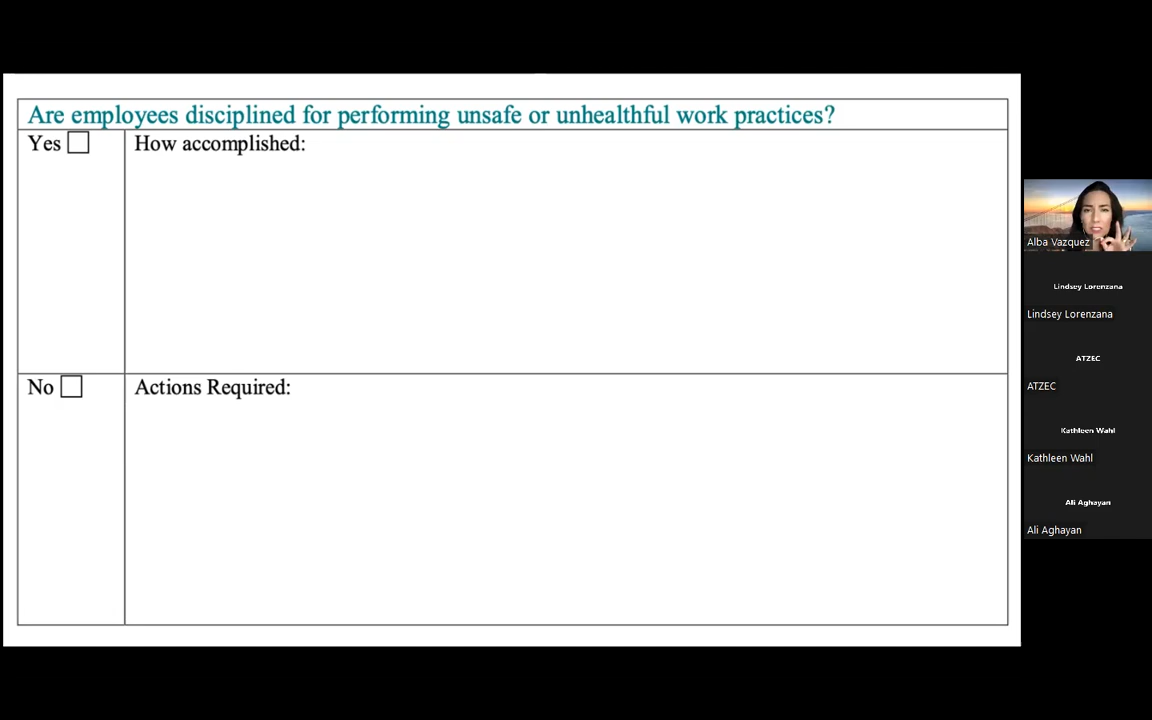 Are employees disciplined for performing unsafe or unhealthful work practices?
Yes
How accomplished:
No
Actions Required:
Alba Vazquez
Lindsey Lorenzana
Lindsey Lorenzana
ATZEC
ATZEC
Kathleen Wahl
Kathleen Wahl
Ali Aghayan
Ali Aghayan